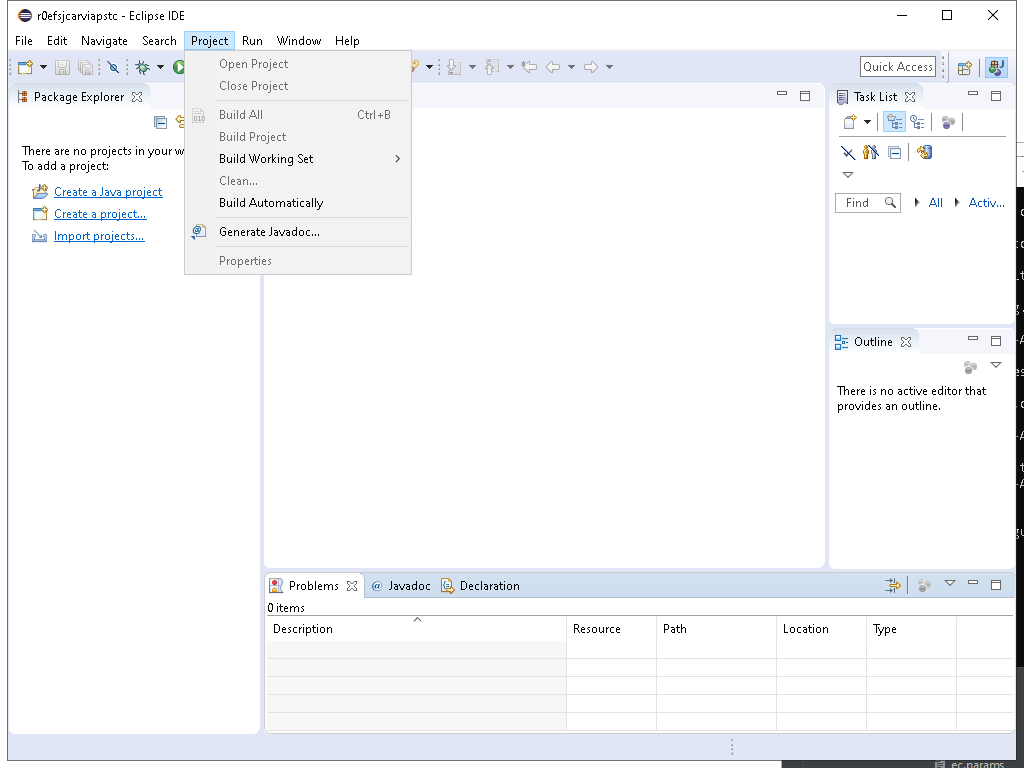 r0efsjcarviapstc - Eclipse IDE
File Edit Navigate Search Project Run Window Help
Quick Access
Package Explorer
There are no projects in your w
To add a project:
Create a Java project
Create a project...
Import projects...
Open Project
Close Project
Build All Ctrl+B
Build Project
Build Working Set
Clean...
Build Automatically
Generate Javadoc...
Properties
Task List
Find All Activ...
Outline
There is no active editor that
provides an outline.
Problems Javadoc Declaration
0 items
Description Resource Path Location Type
ec.params